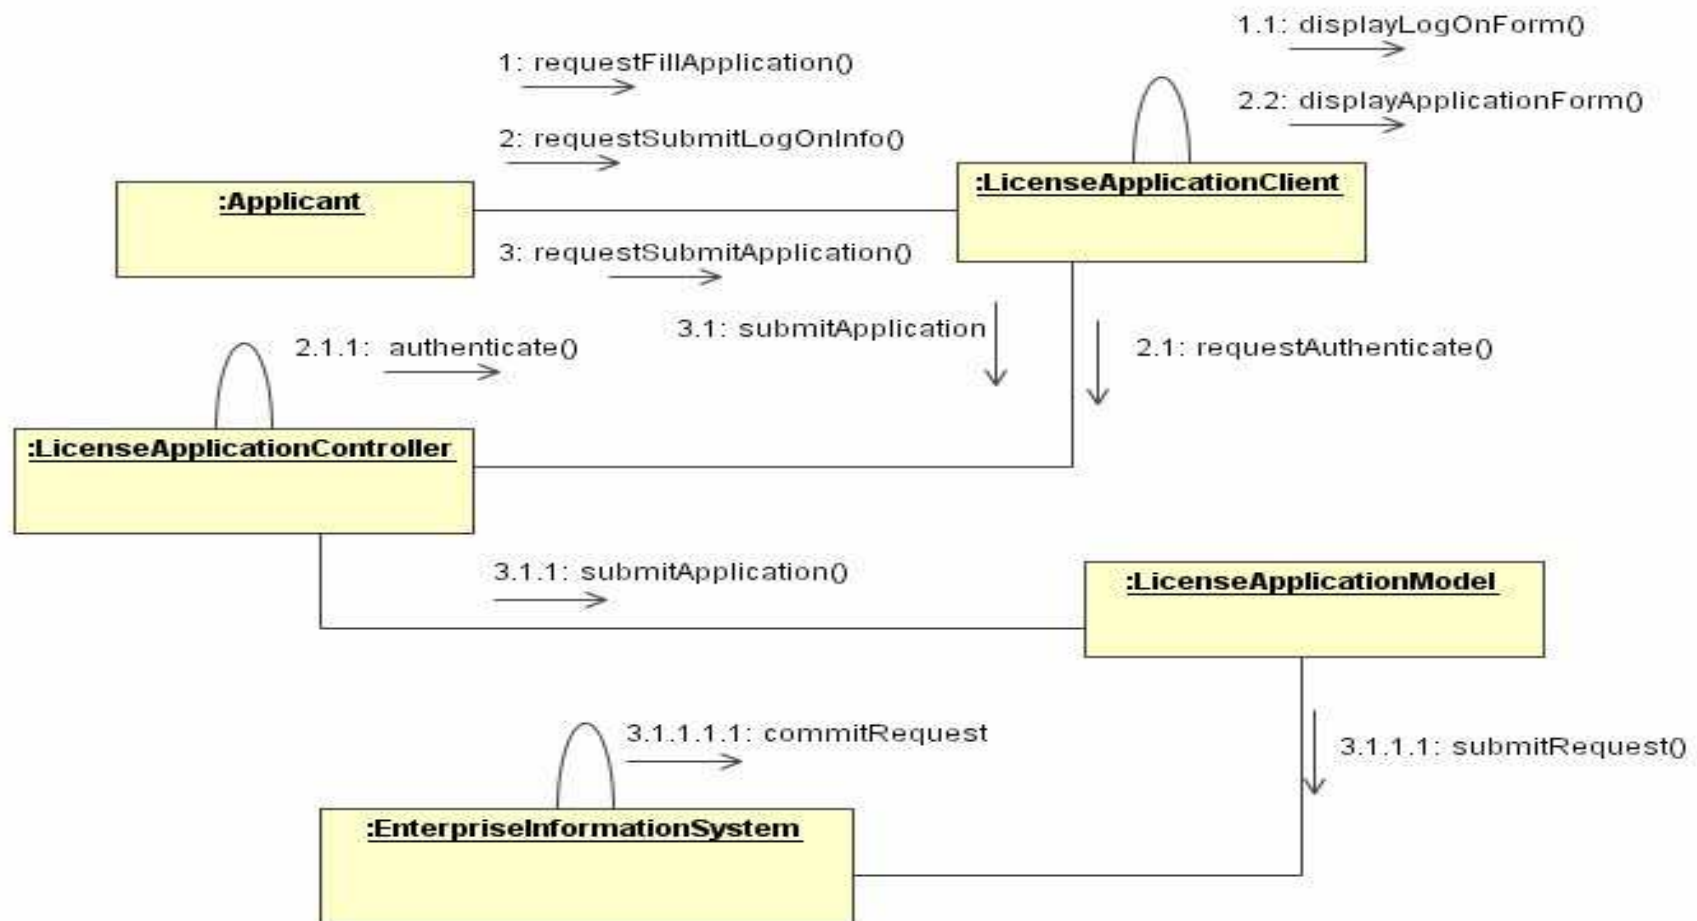 1.1: displayLogOnForm()
1: requestFillApplication()
2.2: displayApplicationForm()
2: requestSubmitLogOnInfo()
:Applicant
:LicenseApplicationClient
3: requestSubmitApplication()
3.1: submitApplication
2.1: requestAuthenticate()
2.1.1: authenticate()
:LicenseApplicationController
3.1.1: submitApplication()
:LicenseApplicationModel
3.1.1.1.1: commitRequest
3.1.1.1: submitRequest()
:EnterpriseInformationSystem